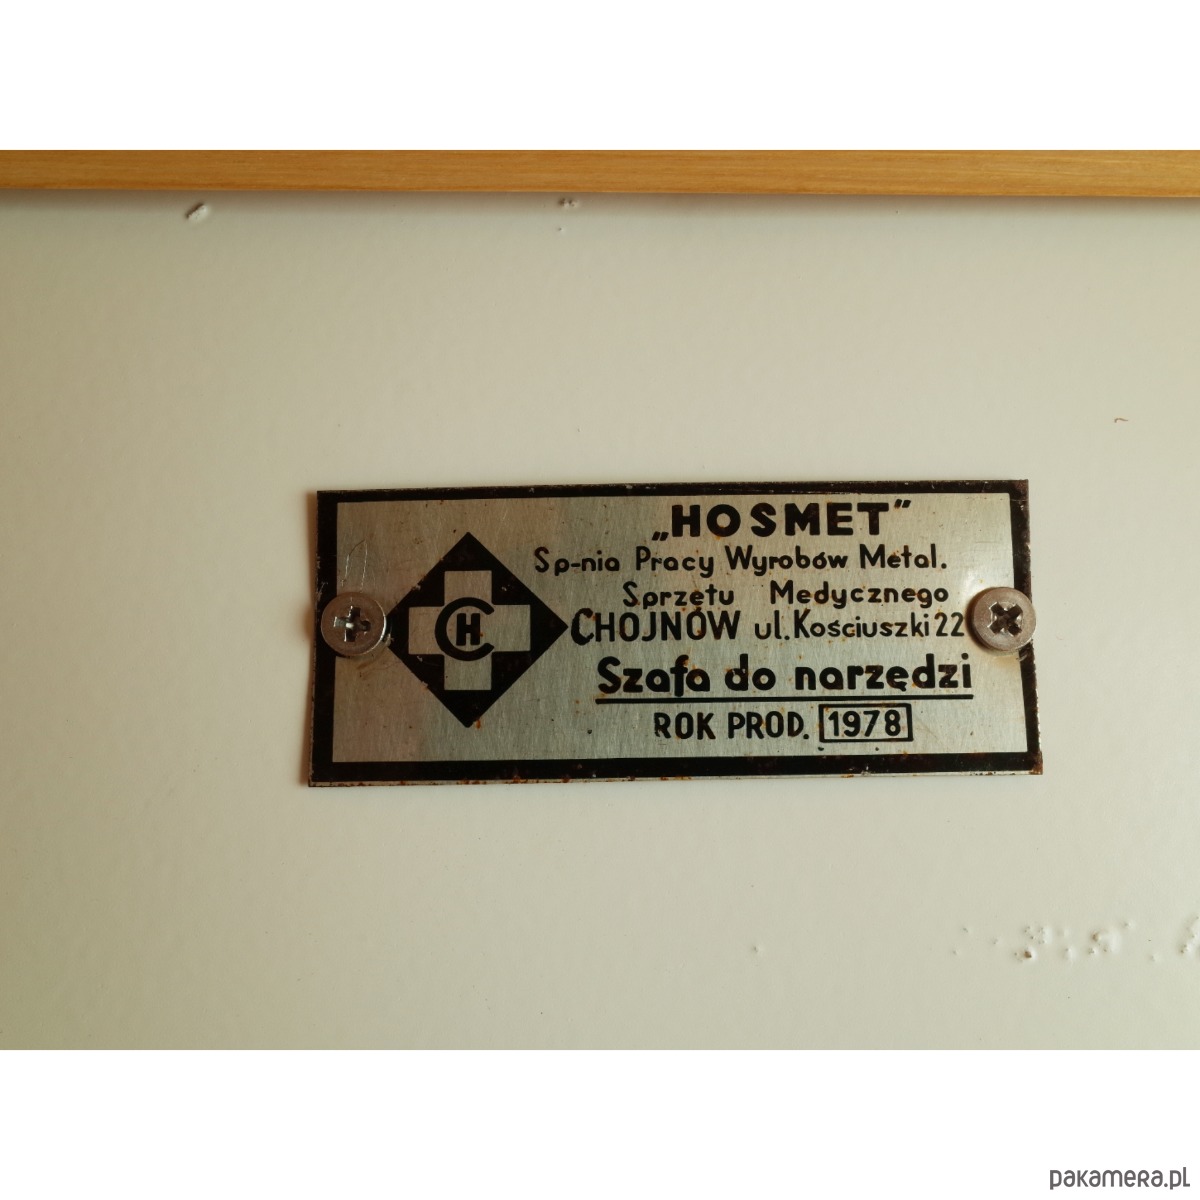 „HOSMET"
Sp-nia Pracy Wyrobów Metal.
Sprzętu Medycznego
CH
CHOJNÓW ul. Kościuszki 22
Szafa do narzędzi
ROK PROD. 1978
pakamera.pl